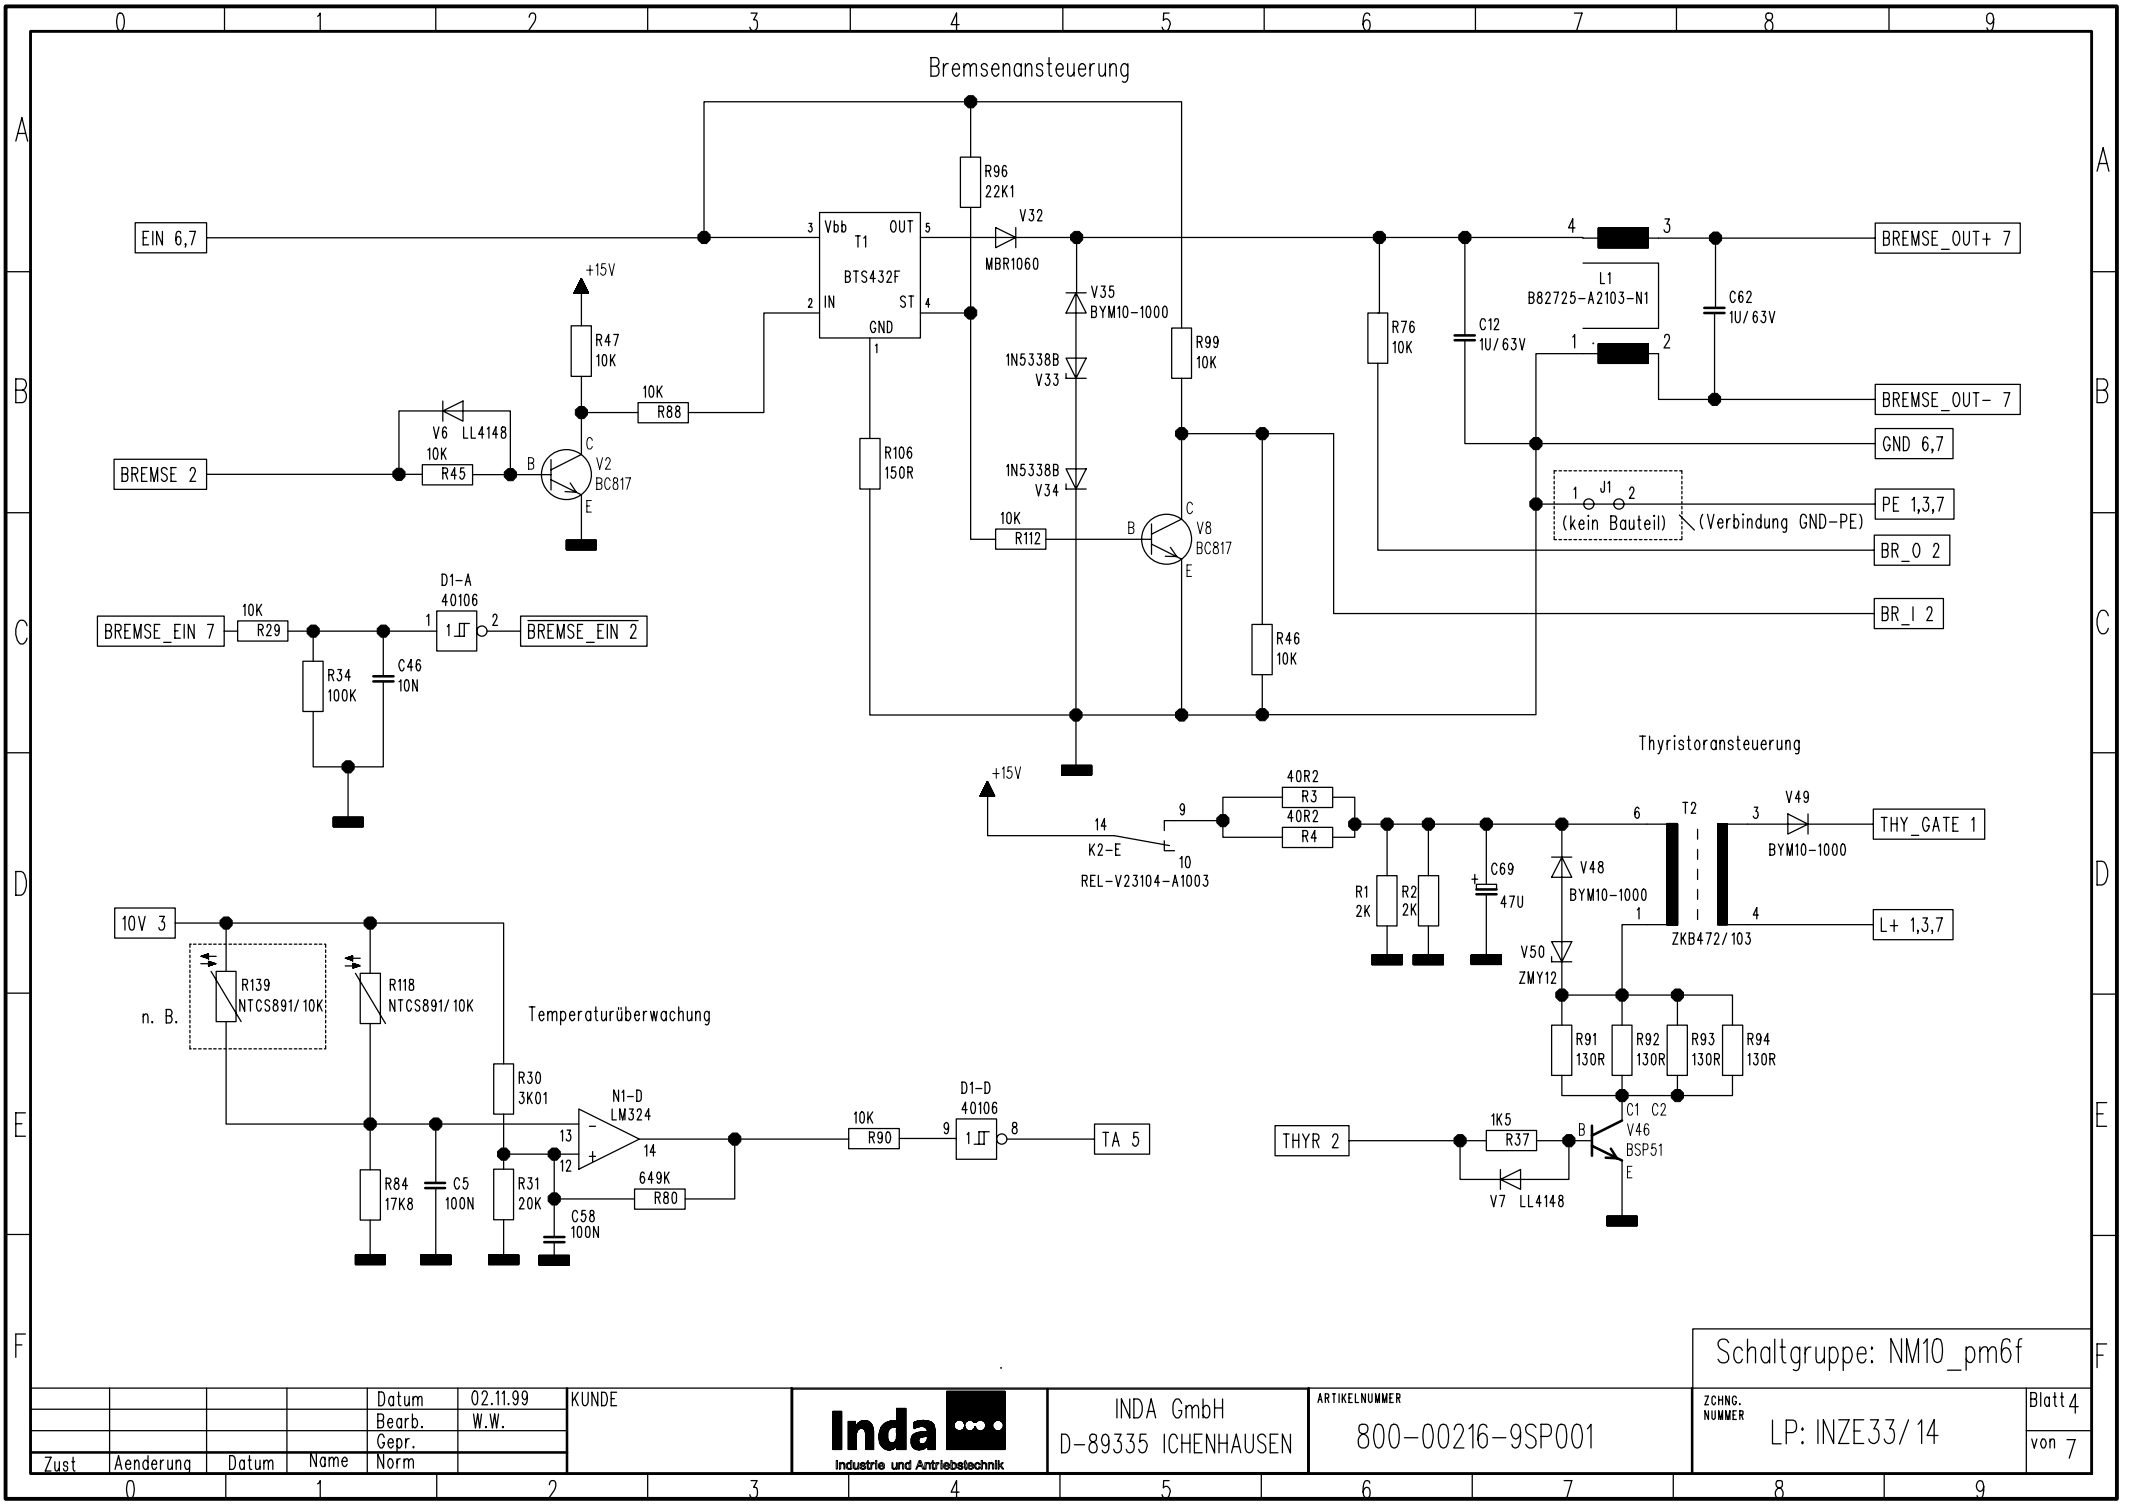 0 1 2 3 4 5 6 7 8 9
A
B
C
D
E
F
A
B
C
D
E
F
Bremsenansteuerung
EIN 6,7
R96
22K1
3 Vbb OUT 5
T1
BTS432F
2 IN ST 4
GND
1
V32
MBR1060
4 3
BREMSE_OUT+ 7
+15V
R47
10K
10K
R88
V35
BYM10-1000
1N5338B
V33
R99
10K
R76
10K
C12
1U/63V
L1
B82725-A2103-N1
1 2
C62
1U/63V
BREMSE_OUT- 7
V6 LL4148
10K
R45
BREMSE 2
B
C
V2
BC817
E
R106
150R
1N5338B
V34
GND 6,7
1 J1 2
(kein Bauteil)
(Verbindung GND-PE)
PE 1,3,7
10K
R112
B
C
V8
BC817
E
BR_O 2
BR_I 2
BREMSE_EIN 7
10K
R29
D1-A
40106
1 1 2
BREMSE_EIN 2
R34
100K
C46
10N
R46
10K
Thyristoransteuerung
+15V
14
K2-E
9
10
REL-V23104-A1003
40R2
R3
40R2
R4
R1
2K
R2
2K
+
C69
47U
V48
BYM10-1000
V50
ZMY12
6
1
T2
ZKB472/103
3
4
V49
BYM10-1000
THY_GATE 1
L+ 1,3,7
10V 3
R139
NTCS891/10K
n. B.
R118
NTCS891/10K
Temperaturüberwachung
R30
3K01
N1-D
LM324
13 -
12 +
14
R84
17K8
C5
100N
R31
20K
C58
100N
649K
R80
10K
R90
D1-D
40106
9 1 8
TA 5
R91
130R
R92
130R
R93
130R
R94
130R
THYR 2
1K5
R37
V7 LL4148
B
C1 C2
V46
BSP51
E
Schaltgruppe: NM10_pm6f
Datum 02.11.99
Bearb. W.W.
Gepr.
Zust Aenderung Datum Name Norm
KUNDE
Inda
Industrie und Antriebstechnik
INDA GmbH
D-89335 ICHENHAUSEN
ARTIKELNUMMER
800-00216-9SP001
ZCHNG.
NUMMER
LP: INZE33/14
Blatt 4
von 7
0 1 2 3 4 5 6 7 8 9